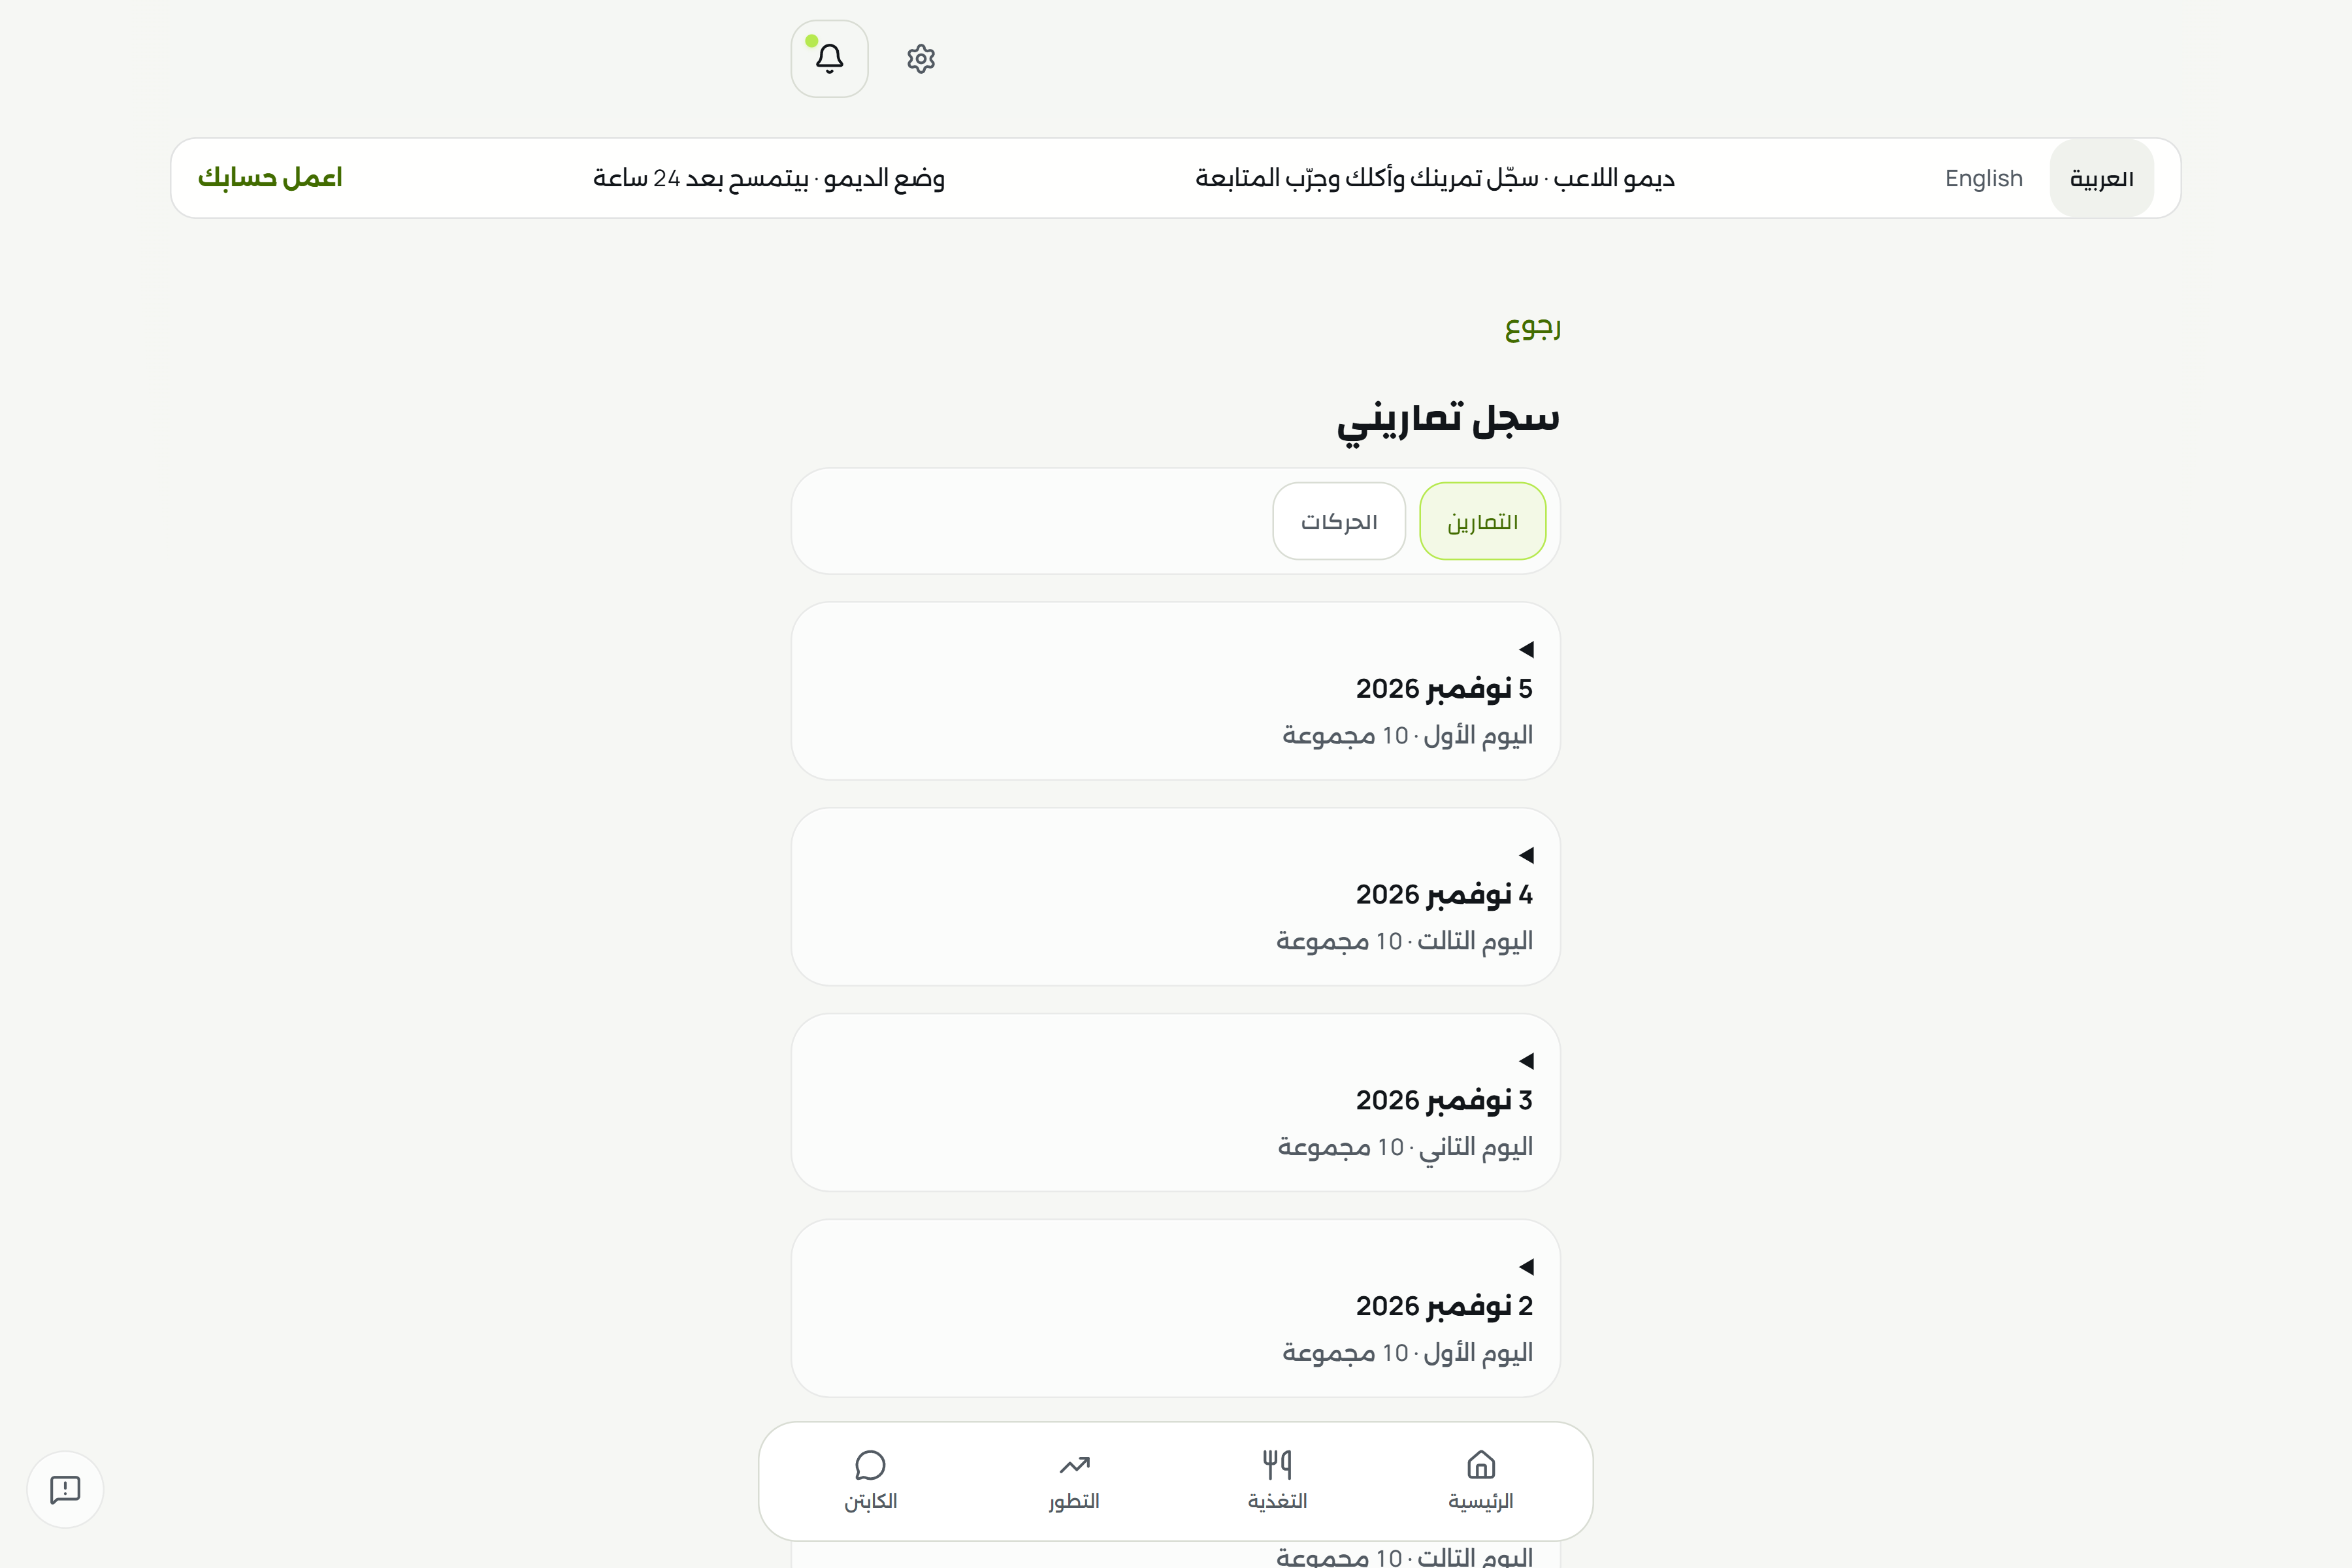 العربية
English
ديمو اللاعب · سجّل تمرينك وأكلك وجرّب المتابعة
وضع الديمو · بيتمسح بعد 24 ساعة
اعمل حسابك
رجوع
سجل تماريني
التمارين
الحركات
5 نوفمبر 2026
اليوم الأول · 10 مجموعة
4 نوفمبر 2026
اليوم التالت · 10 مجموعة
3 نوفمبر 2026
اليوم التاني · 10 مجموعة
2 نوفمبر 2026
اليوم الأول · 10 مجموعة
الرئيسية
التغذية
التطور
الكابتن
اليوم التالت · 10 مجموعة